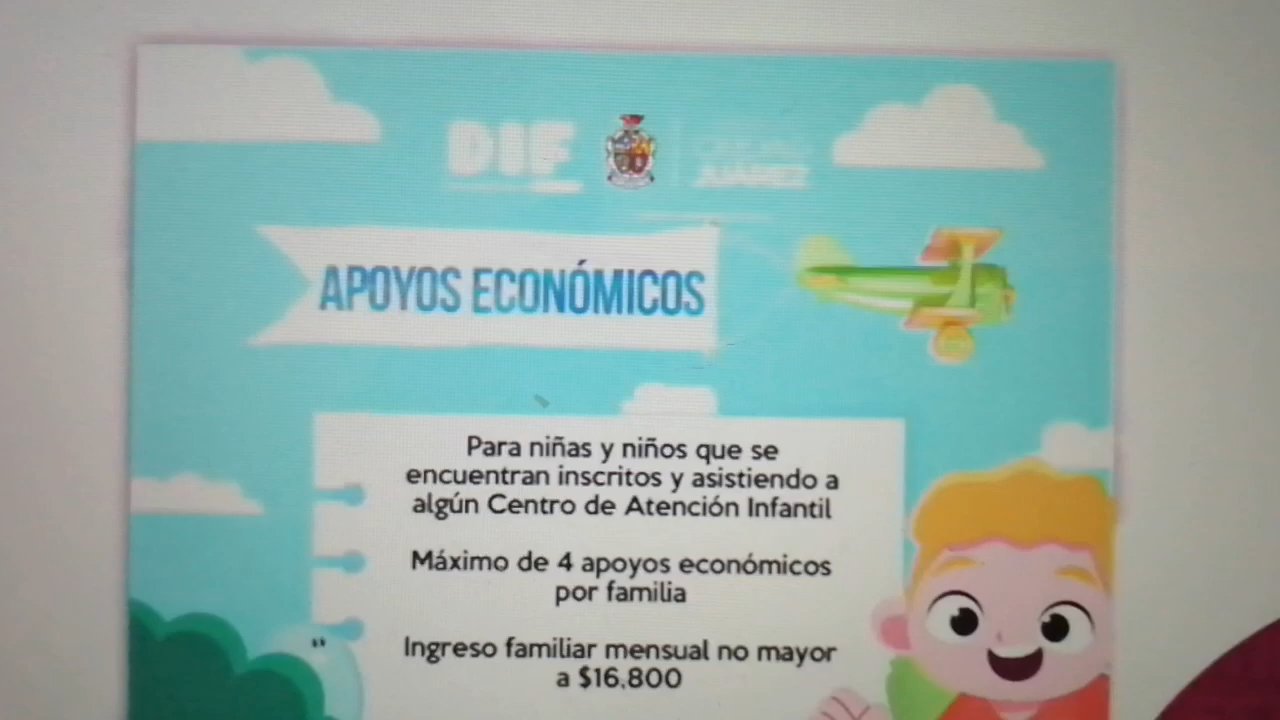 DIF
JUÁREZ
APOYOS ECONÓMICOS
Para niñas y niños que se
encuentran inscritos y asistiendo a
algún Centro de Atención Infantil
Máximo de 4 apoyos económicos
por familia
Ingreso familiar mensual no mayor
a $16,800